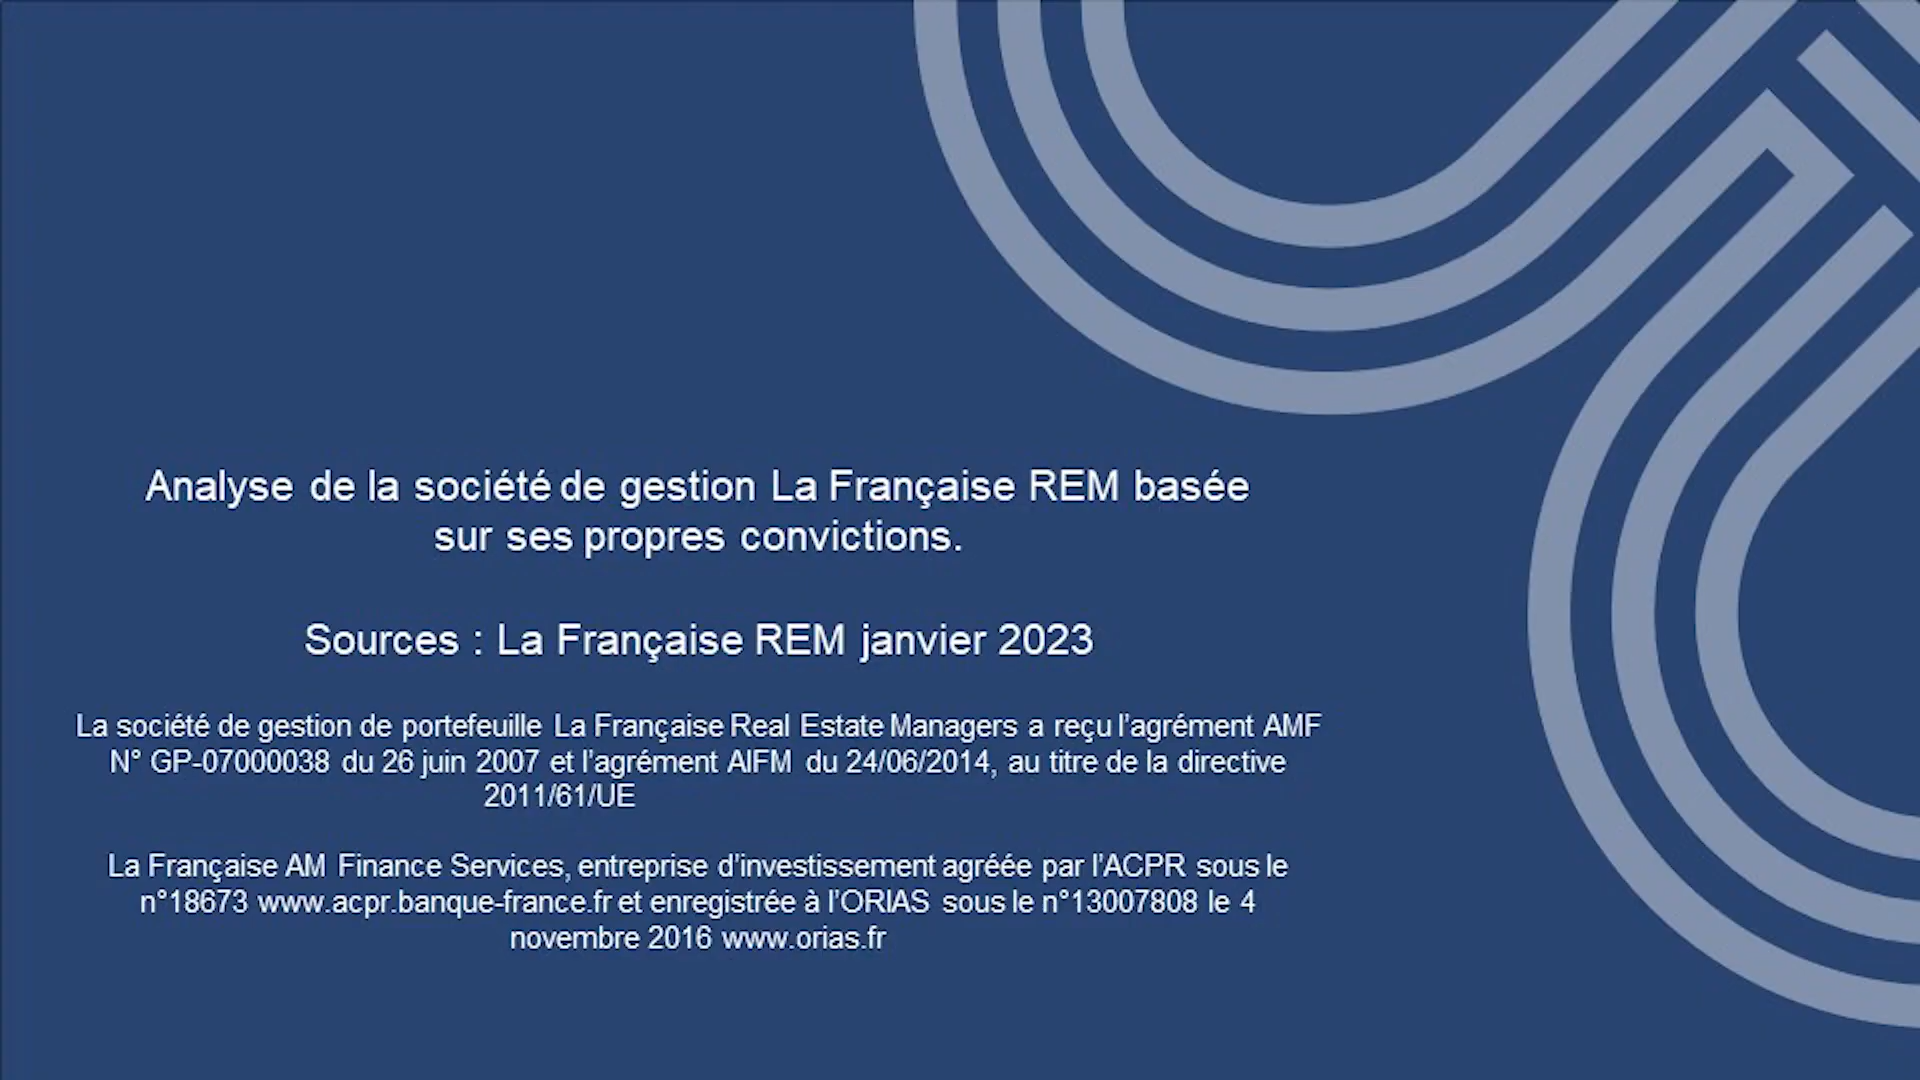 Analyse de la société de gestion La Française REM basée
sur ses propres convictions.
Sources : La Française REM janvier 2023
La société de gestion de portefeuille La Française Real Estate Managers a reçu l'agrément AMF
N° GP-07000038 du 26 juin 2007 et l'agrément AIFM du 24/06/2014, au titre de la directive
2011/61/UE
La Française AM Finance Services, entreprise d'investissement agréée par l'ACPR sous le
n°18673 www.acpr.banque-france.fr et enregistrée à l'ORIAS sous le n°13007808 le 4
novembre 2016 www.orias.fr